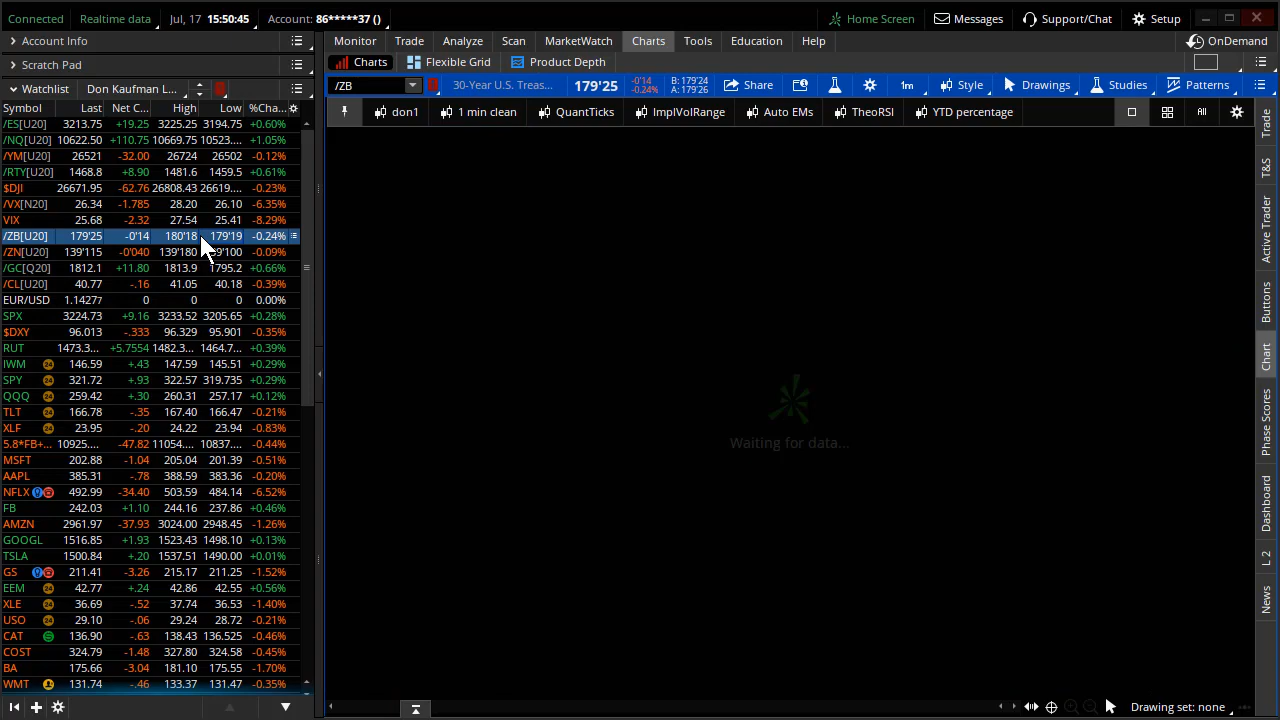 Connected Realtime data Jul, 17 15:50:45 Account: 86*****37 () Home Screen Messages Support/Chat Setup
Account Info Monitor Trade Analyze Scan MarketWatch Charts Tools Education Help OnDemand
Scratch Pad Charts Flexible Grid Product Depth
Watchlist Don Kaufman L... /ZB 30-Year U.S. Treas... 179'25 -0'14 -0.24% B: 179'24 A: 179'26 Share 1m Style Drawings Studies Patterns
Symbol Last Net C... High Low %Cha... don1 1 min clean QuantTicks ImplVolRange Auto EMs TheoRSI YTD percentage All
/ES[U20] 3213.75 +19.25 3225.25 3194.75 +0.60%
/NQ[U20] 10622.50 +110.75 10669.75 10523.... +1.05%
/YM[U20] 26521 -32.00 26724 26502 -0.12%
/RTY[U20] 1468.8 +8.90 1481.6 1459.5 +0.61%
$DJI 26671.95 -62.76 26808.43 26619.... -0.23%
/VX[N20] 26.34 -1.785 28.20 26.10 -6.35%
VIX 25.68 -2.32 27.54 25.41 -8.29%
/ZB[U20] 179'25 -0'14 180'18 179'19 -0.24%
/ZN[U20] 139'115 -0'040 139'180 -0.09%
/GC[Q20] 1812.1 +11.80 1813.9 1795.2 +0.66%
/CL[U20] 40.77 -.16 41.05 40.18 -0.39%
EUR/USD 1.14277 0 0 0 0.00%
SPX 3224.73 +9.16 3233.52 3205.65 +0.28%
$DXY 96.013 -.333 96.329 95.901 -0.35%
RUT 1473.3... +5.7554 1482.3... 1464.7... +0.39%
IWM 24 146.59 +.43 147.59 145.51 +0.29%
SPY 24 321.72 +.93 322.57 319.735 +0.29%
QQQ 24 259.42 +.30 260.31 257.17 +0.12%
TLT 24 166.78 -.35 167.40 166.47 -0.21%
XLF 24 23.95 -.20 24.22 23.94 -0.83%
5.8*FB+... 10925.... -47.82 11054.... 10837.... -0.44%
MSFT 202.88 -1.04 205.04 201.39 -0.51%
AAPL 385.31 -.78 388.59 383.36 -0.20%
NFLX 492.99 -34.40 503.59 484.14 -6.52%
FB 242.03 +1.10 244.16 237.86 +0.46%
AMZN 2961.97 -37.93 3024.00 2948.45 -1.26%
GOOGL 1516.85 +1.93 1523.43 1498.10 +0.13%
TSLA 1500.84 +.20 1537.51 1490.00 +0.01%
GS 211.41 -3.26 215.17 211.25 -1.52%
EEM 24 42.77 +.24 42.86 42.55 +0.56%
XLE 24 36.69 -.52 37.74 36.53 -1.40%
USO 24 29.10 -.06 29.24 28.72 -0.21%
CAT 136.90 -.63 138.43 136.525 -0.46%
COST 324.79 -1.48 327.80 324.58 -0.45%
BA 175.66 -3.04 181.10 175.55 -1.70%
WMT 131.74 -.46 133.37 131.47 -0.35%
Waiting for data...
Drawing set: none
Trade
T&S
Active Trader
Buttons
Chart
Phase Scores
Dashboard
L 2
News